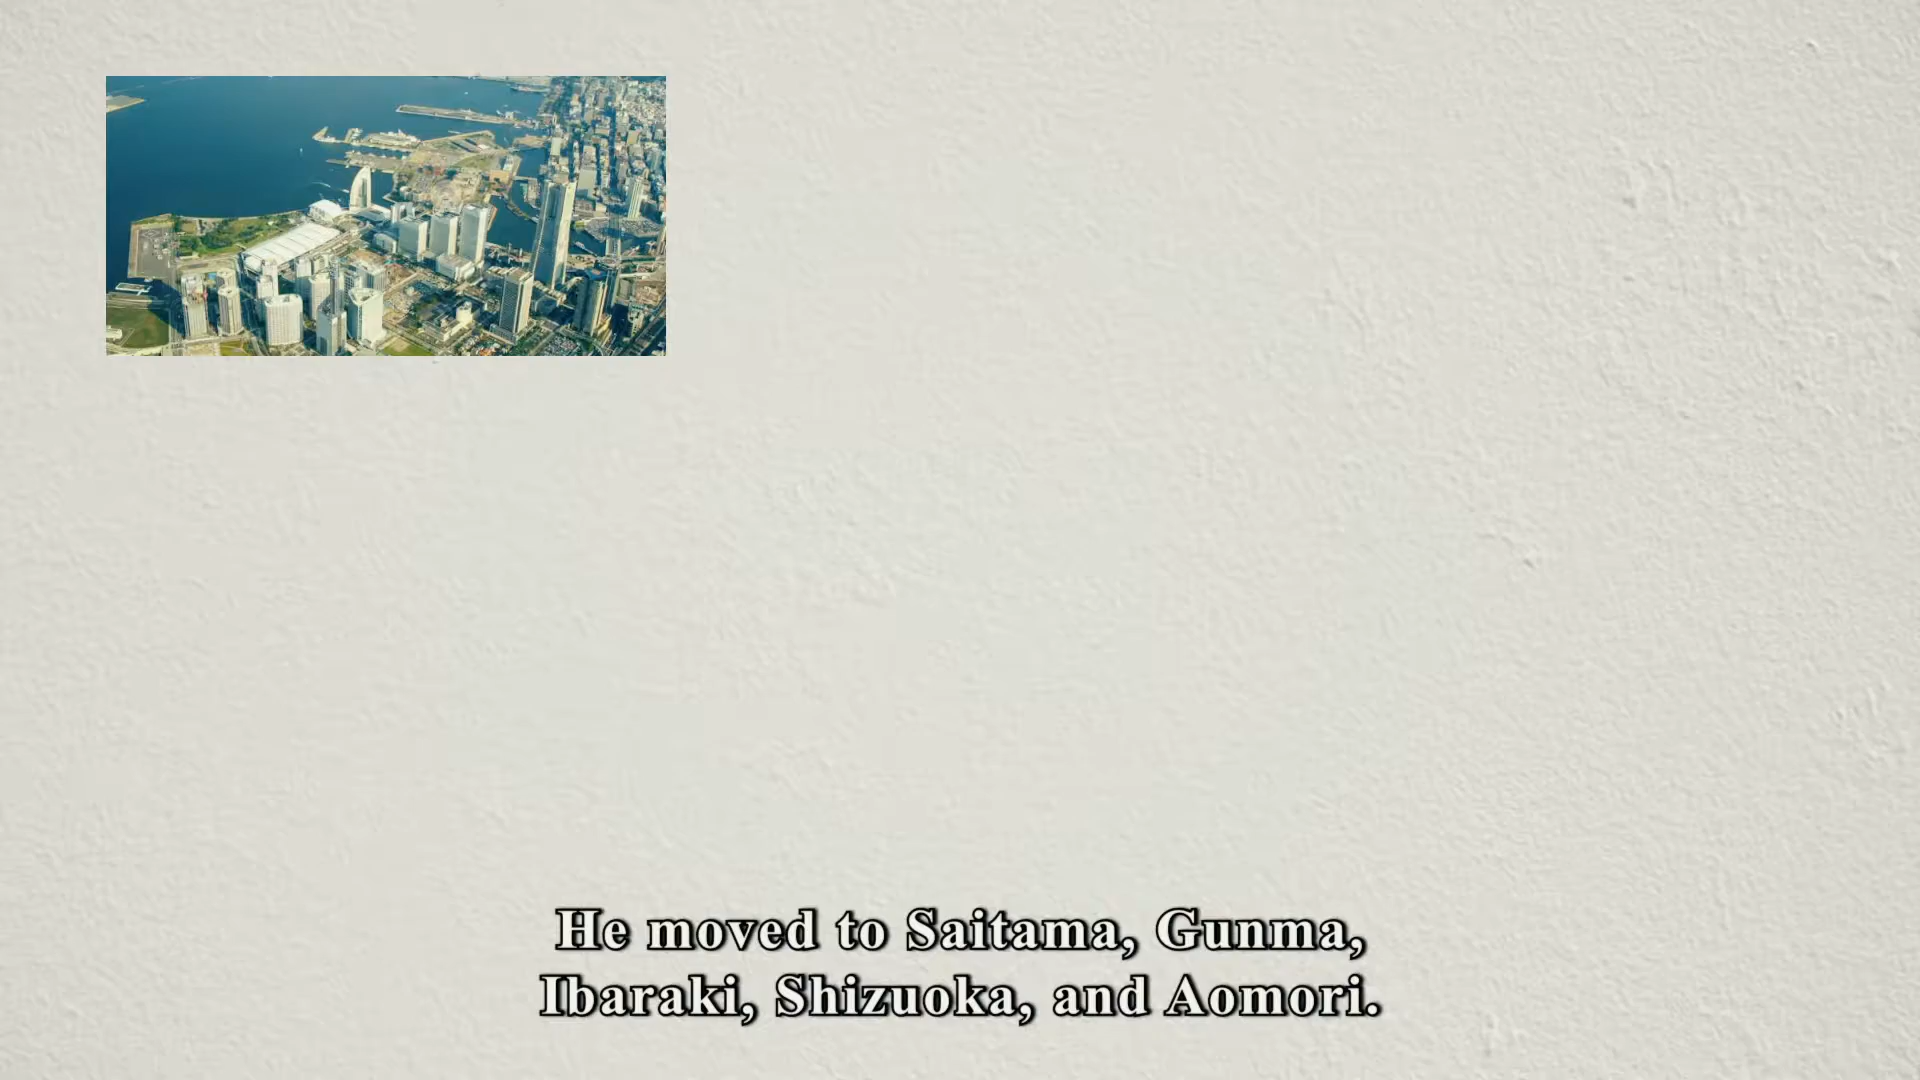 He moved to Saitama, Gunma,
Ibaraki, Shizuoka, and Aomori.